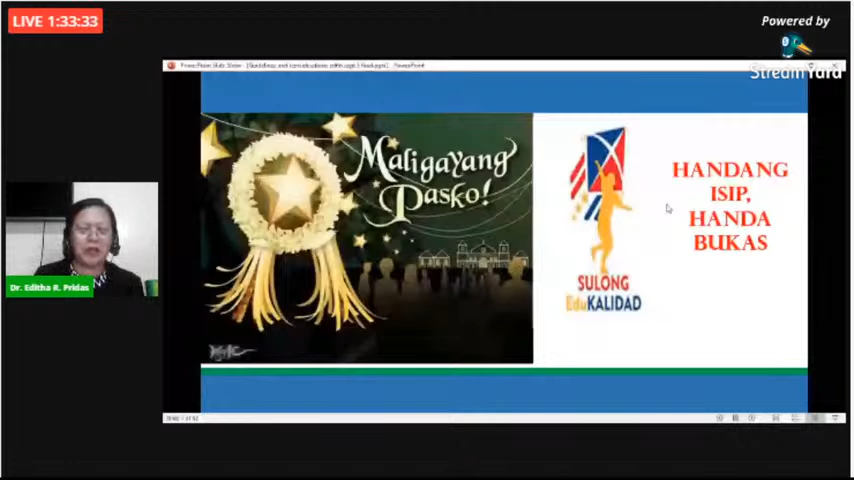 LIVE 1:33:33
Powered by
StreamYard
Maligayang
Pasko!
HANDANG
ISIP,
HANDA
BUKAS
SULONG
EduKALIDAD
Dr. Editha R. Pridas